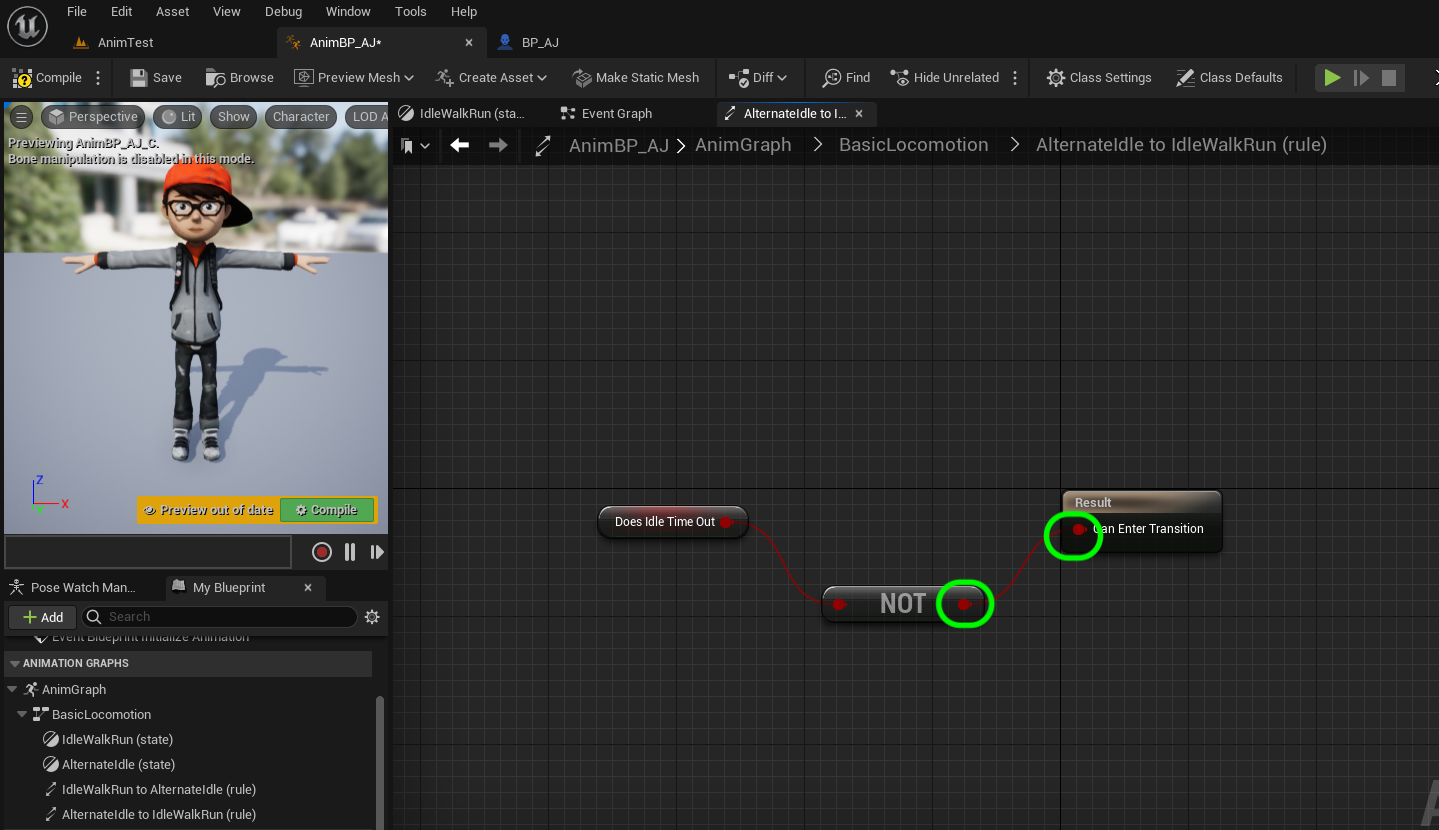 File Edit Asset View Debug Window Tools Help
AnimTest AnimBP_AJ* BP_AJ
Compile Save Browse Preview Mesh Create Asset Make Static Mesh Diff Find Hide Unrelated Class Settings Class Defaults
Perspective Lit Show Character LOD A
IdleWalkRun (sta... Event Graph AlternateIdle to I...
Previewing AnimBP_AJ_C.
Bone manipulation is disabled in this mode.
AnimBP_AJ > AnimGraph > BasicLocomotion > AlternateIdle to IdleWalkRun (rule)
Z
X
Y
Preview out of date Compile
Does Idle Time Out
NOT
Result
Can Enter Transition
Pose Watch Man... My Blueprint
Add Search
Event Blueprint Initialize Animation
ANIMATION GRAPHS
AnimGraph
BasicLocomotion
IdleWalkRun (state)
AlternateIdle (state)
IdleWalkRun to AlternateIdle (rule)
AlternateIdle to IdleWalkRun (rule)